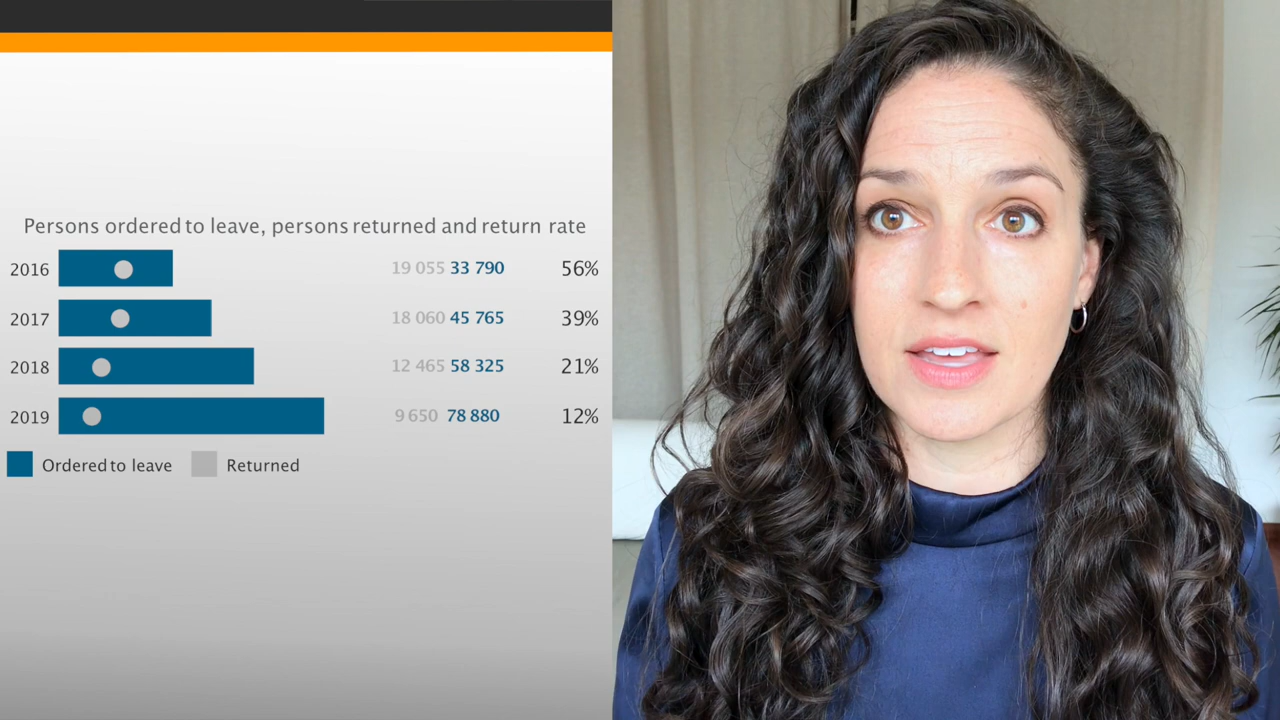 Persons ordered to leave, persons returned and return rate
2016 19 055 33 790 56%
2017 18 060 45 765 39%
2018 12 465 58 325 21%
2019 9 650 78 880 12%
Ordered to leave Returned